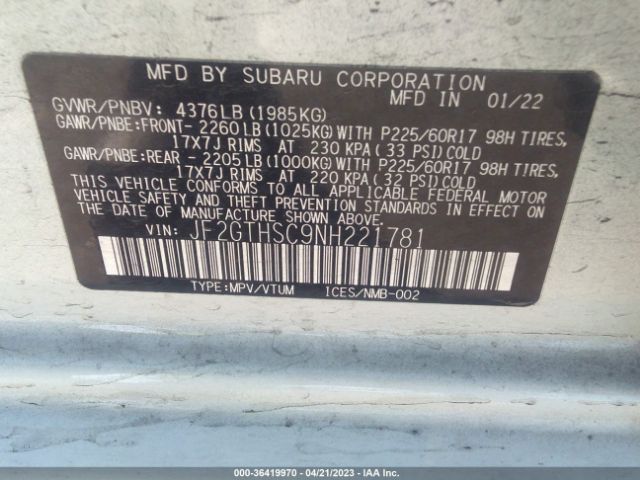 MFD BY SUBARU CORPORATION
GVWR/PNBV: 4376LB(1985KG) MFD IN 01/22
GAWR/PNBE:FRONT- 2260LB(1025KG)WITH P225/60R17 98H TIRES,
17X7J RIMS AT 230 KPA(33 PSI)COLD
GAWR/PNBE:REAR - 2205LB(1000KG)WITH P225/60R17 98H TIRES,
17X7J RIMS AT 220 KPA(32 PSI)COLD
THIS VEHICLE CONFORMS TO ALL APPLICABLE FEDERAL MOTOR
VEHICLE SAFETY AND THEFT PREVENTION STANDARDS IN EFFECT ON
THE DATE OF MANUFACTURE SHOWN ABOVE.
VIN: JF2GTHSC9NH221781
TYPE:MPV/VTUM ICES/NMB-002
000-36419970 - 04/21/2023 - IAA Inc.